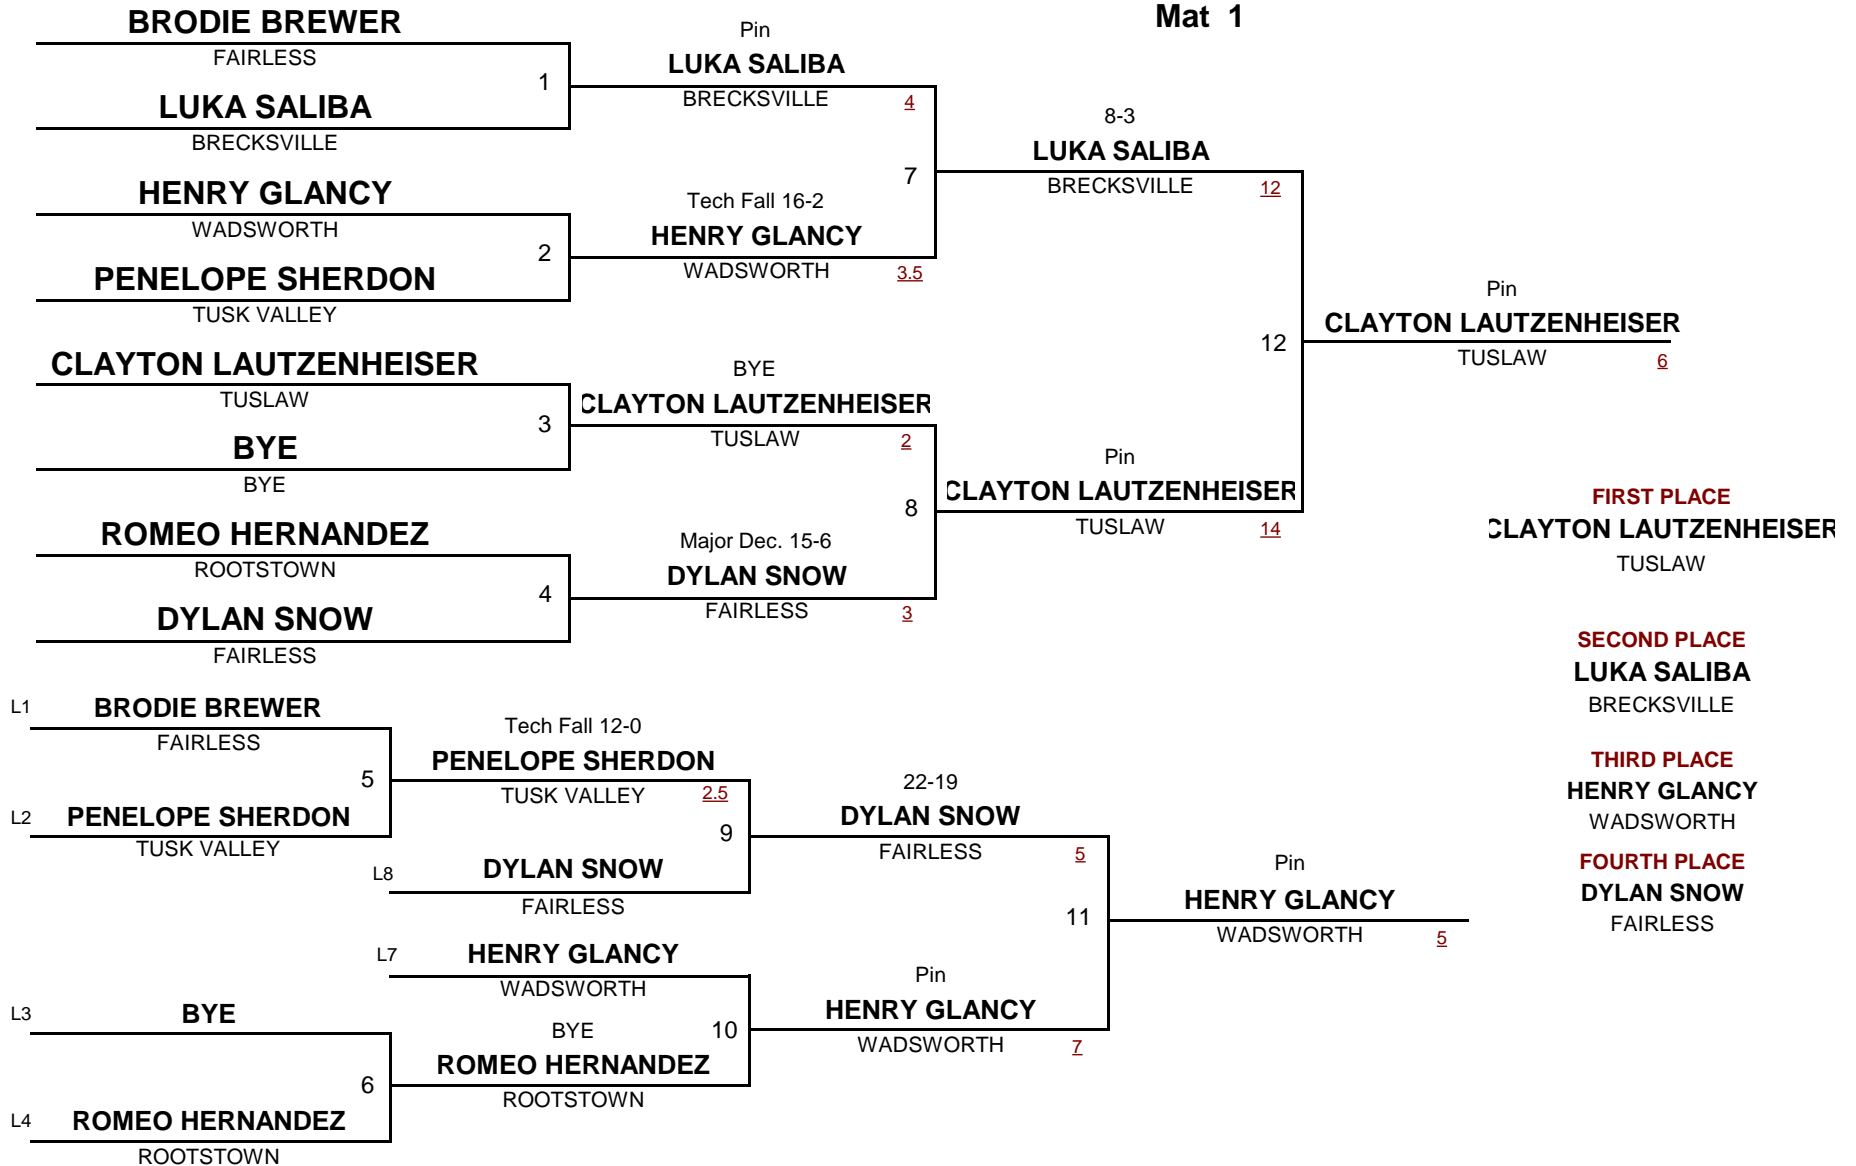 Mat 1
BRODIE BREWER
FAIRLESS
1
LUKA SALIBA
BRECKSVILLE
HENRY GLANCY
WADSWORTH
2
PENELOPE SHERDON
TUSK VALLEY
CLAYTON LAUTZENHEISER
TUSLAW
3
BYE
BYE
ROMEO HERNANDEZ
ROOTSTOWN
4
DYLAN SNOW
FAIRLESS
Pin
LUKA SALIBA
BRECKSVILLE 4
7
Tech Fall 16-2
HENRY GLANCY
WADSWORTH 3.5
BYE
CLAYTON LAUTZENHEISER
TUSLAW 2
8
Major Dec. 15-6
DYLAN SNOW
FAIRLESS 3
8-3
LUKA SALIBA
BRECKSVILLE 12
12
Pin
CLAYTON LAUTZENHEISER
TUSLAW 14
Pin
CLAYTON LAUTZENHEISER
TUSLAW 6
L1 BRODIE BREWER
FAIRLESS
5
L2 PENELOPE SHERDON
TUSK VALLEY
L3 BYE
6
L4 ROMEO HERNANDEZ
ROOTSTOWN
Tech Fall 12-0
PENELOPE SHERDON
TUSK VALLEY 2.5
9
L8 DYLAN SNOW
FAIRLESS
L7 HENRY GLANCY
WADSWORTH
BYE 10
ROMEO HERNANDEZ
ROOTSTOWN
22-19
DYLAN SNOW
FAIRLESS 5
11
Pin
HENRY GLANCY
WADSWORTH 7
Pin
HENRY GLANCY
WADSWORTH 5
FIRST PLACE
CLAYTON LAUTZENHEISER
TUSLAW
SECOND PLACE
LUKA SALIBA
BRECKSVILLE
THIRD PLACE
HENRY GLANCY
WADSWORTH
FOURTH PLACE
DYLAN SNOW
FAIRLESS